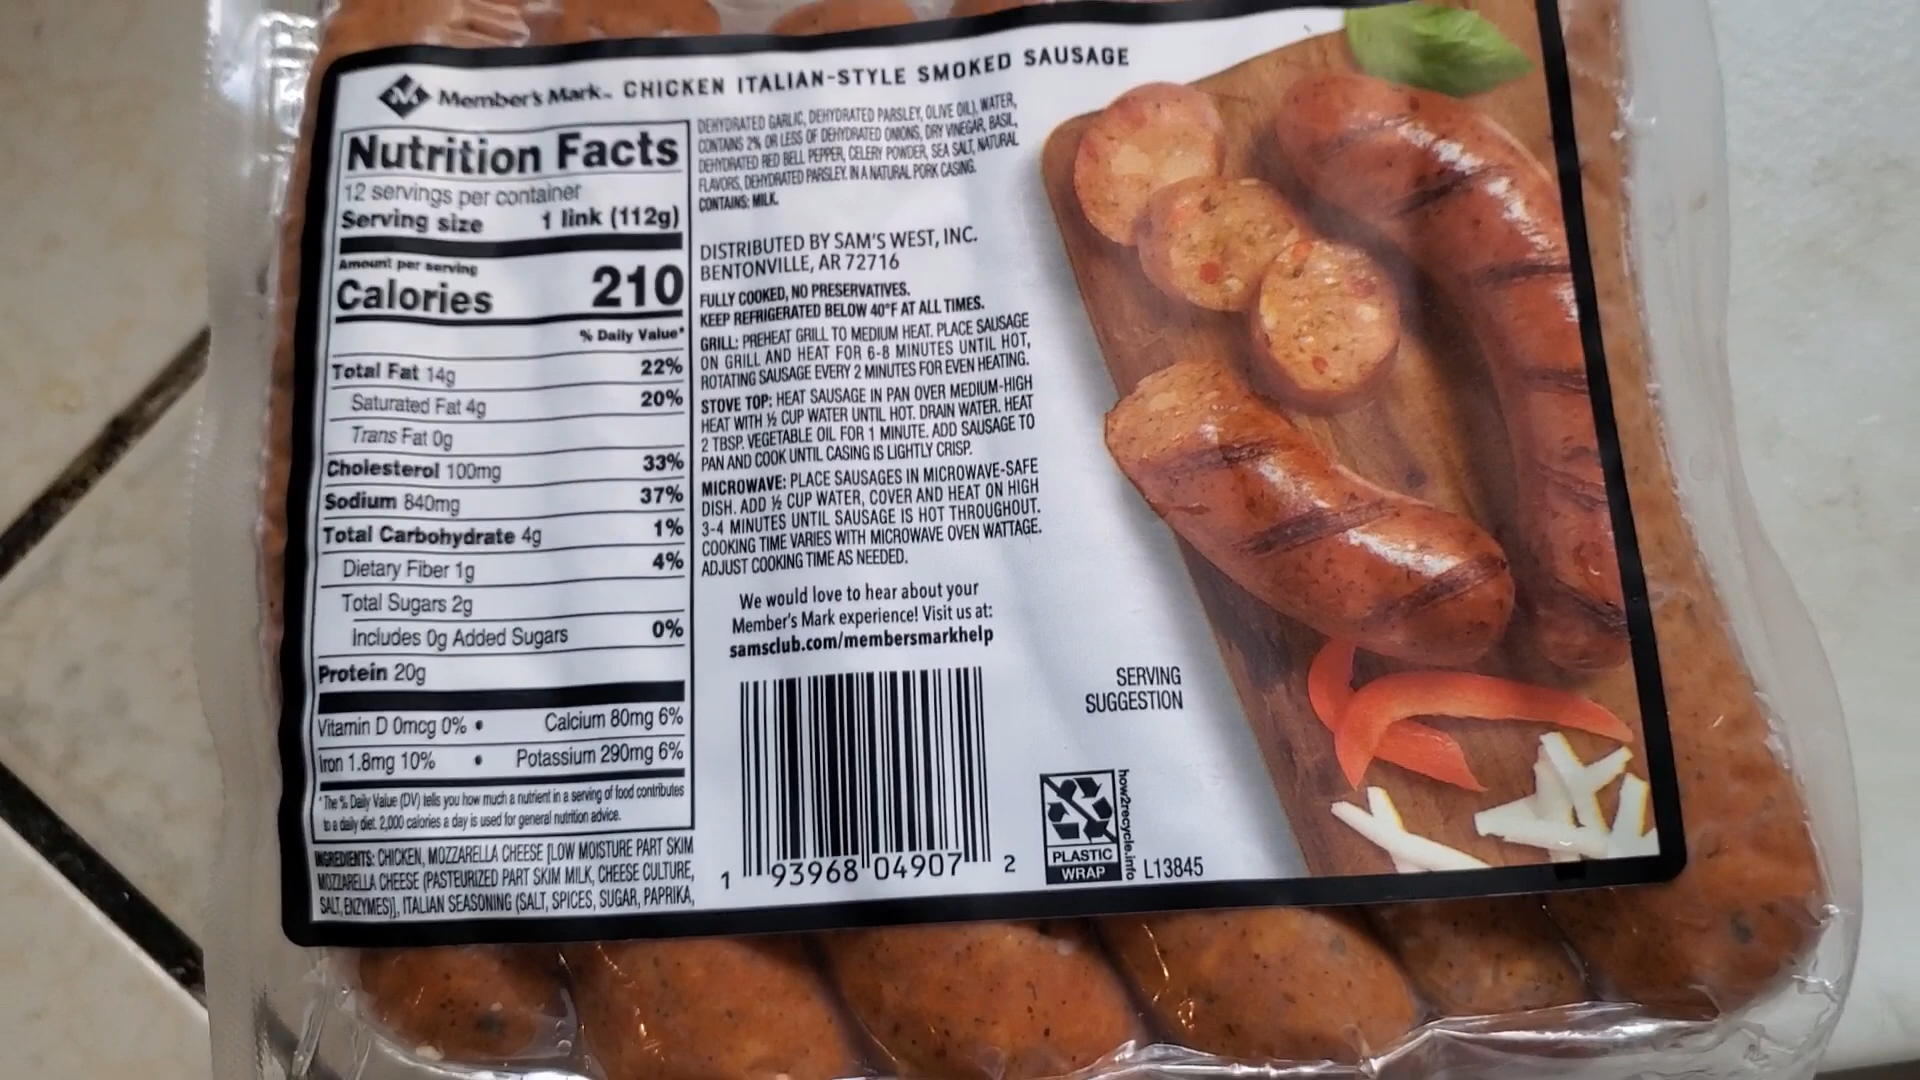 Member's Mark™ CHICKEN ITALIAN-STYLE SMOKED SAUSAGE
Nutrition Facts
12 servings per container
Serving size 1 link (112g)
Amount per serving
Calories 210
% Daily Value*
Total Fat 14g 22%
Saturated Fat 4g 20%
Trans Fat 0g
Cholesterol 100mg 33%
Sodium 840mg 37%
Total Carbohydrate 4g 1%
Dietary Fiber 1g 4%
Total Sugars 2g
Includes 0g Added Sugars 0%
Protein 20g
Vitamin D 0mcg 0% • Calcium 80mg 6%
Iron 1.8mg 10% • Potassium 290mg 6%
*The % Daily Value (DV) tells you how much a nutrient in a serving of food contributes
to a daily diet. 2,000 calories a day is used for general nutrition advice.
INGREDIENTS: CHICKEN, MOZZARELLA CHEESE [LOW MOISTURE PART SKIM
MOZZARELLA CHEESE (PASTEURIZED PART SKIM MILK, CHEESE CULTURE,
SALT, ENZYMES)], ITALIAN SEASONING (SALT, SPICES, SUGAR, PAPRIKA,
DEHYDRATED GARLIC, DEHYDRATED PARSLEY, OLIVE OIL), WATER,
CONTAINS 2% OR LESS OF DEHYDRATED ONIONS, DRY VINEGAR, BASIL,
DEHYDRATED RED BELL PEPPER, CELERY POWDER, SEA SALT, NATURAL
FLAVORS, DEHYDRATED PARSLEY. IN A NATURAL PORK CASING.
CONTAINS: MILK.
DISTRIBUTED BY SAM'S WEST, INC.
BENTONVILLE, AR 72716
FULLY COOKED, NO PRESERVATIVES.
KEEP REFRIGERATED BELOW 40°F AT ALL TIMES.
GRILL: PREHEAT GRILL TO MEDIUM HEAT. PLACE SAUSAGE
ON GRILL AND HEAT FOR 6-8 MINUTES UNTIL HOT,
ROTATING SAUSAGE EVERY 2 MINUTES FOR EVEN HEATING.
STOVE TOP: HEAT SAUSAGE IN PAN OVER MEDIUM-HIGH
HEAT WITH ½ CUP WATER UNTIL HOT. DRAIN WATER. HEAT
2 TBSP. VEGETABLE OIL FOR 1 MINUTE. ADD SAUSAGE TO
PAN AND COOK UNTIL CASING IS LIGHTLY CRISP.
MICROWAVE: PLACE SAUSAGES IN MICROWAVE-SAFE
DISH. ADD ½ CUP WATER, COVER AND HEAT ON HIGH
3-4 MINUTES UNTIL SAUSAGE IS HOT THROUGHOUT.
COOKING TIME VARIES WITH MICROWAVE OVEN WATTAGE.
ADJUST COOKING TIME AS NEEDED.
We would love to hear about your
Member's Mark experience! Visit us at:
samsclub.com/membersmarkhelp
1 93968 04907 2
SERVING
SUGGESTION
how2recycle.info
PLASTIC
WRAP
L13845